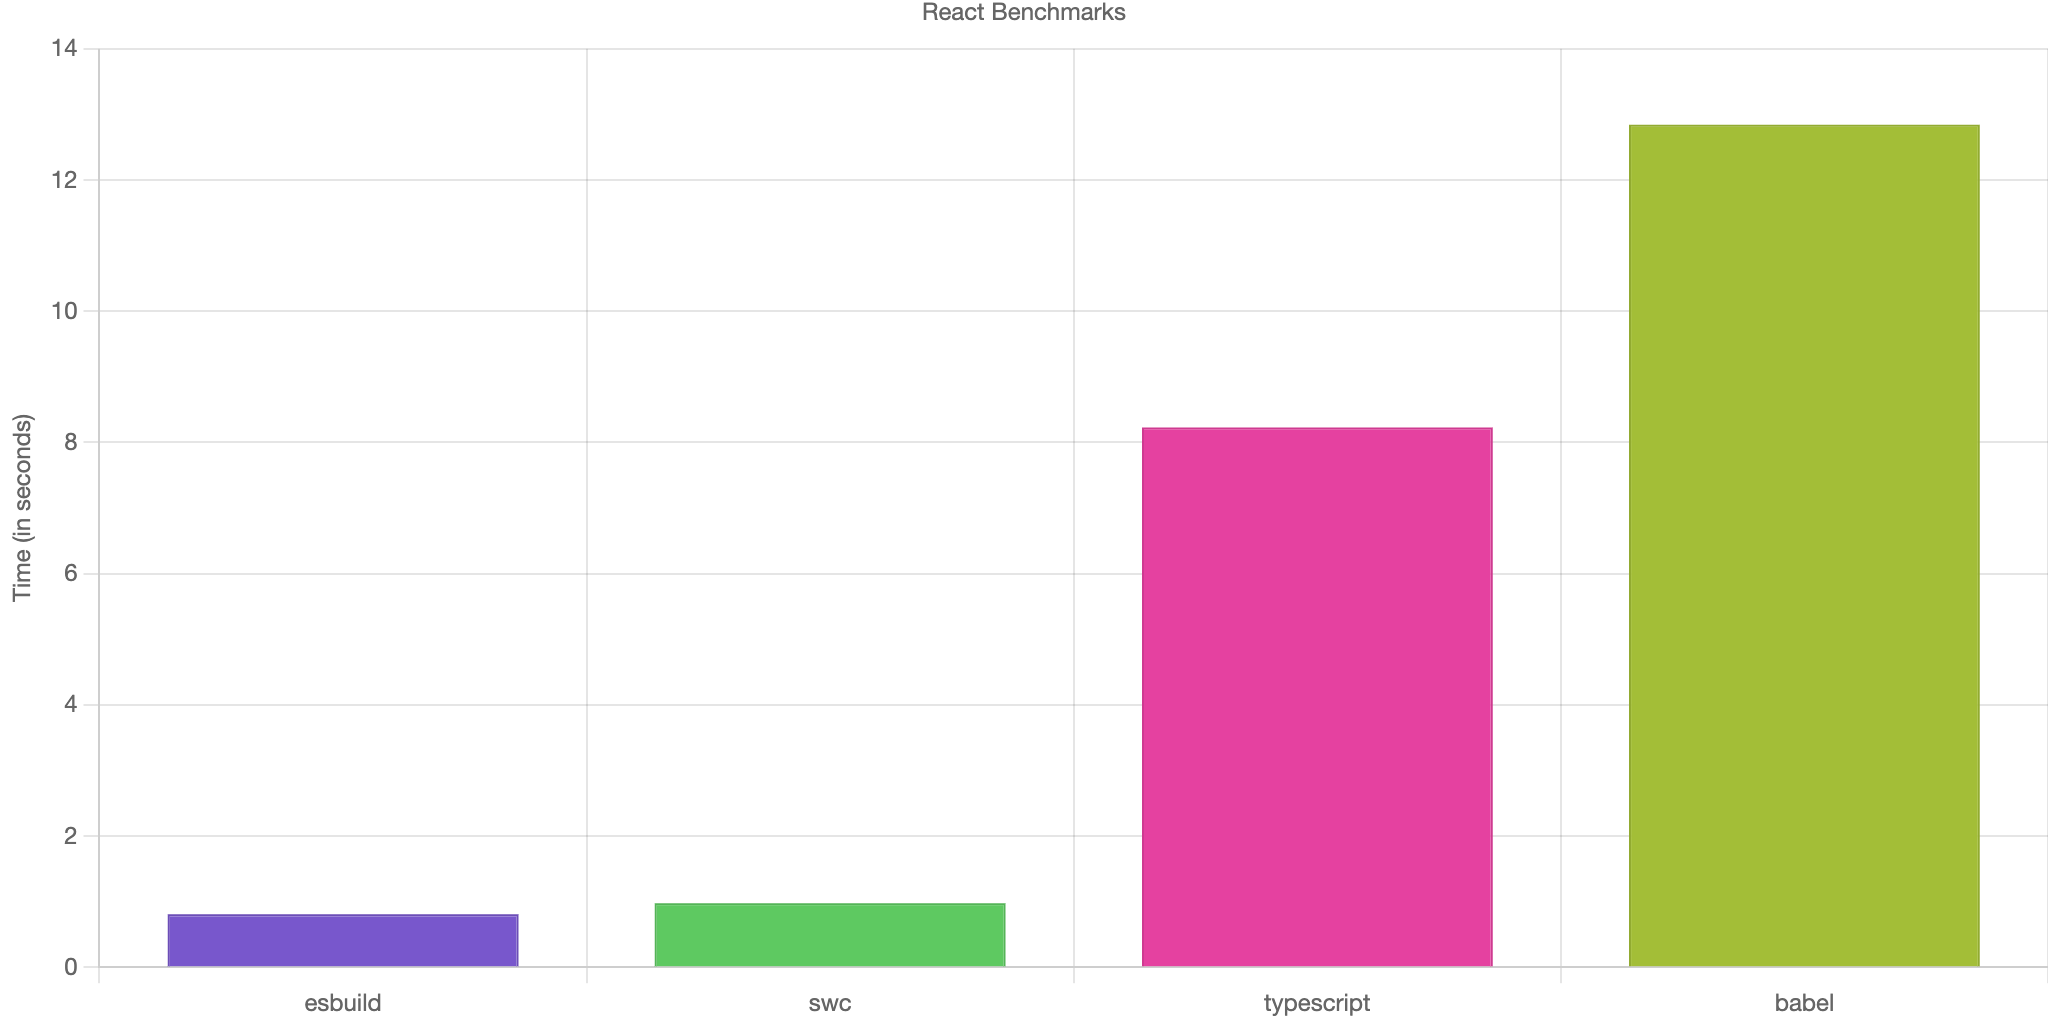 React Benchmarks
14
12
10
8
6
4
2
0
Time (in seconds)
esbuild
swc
typescript
babel